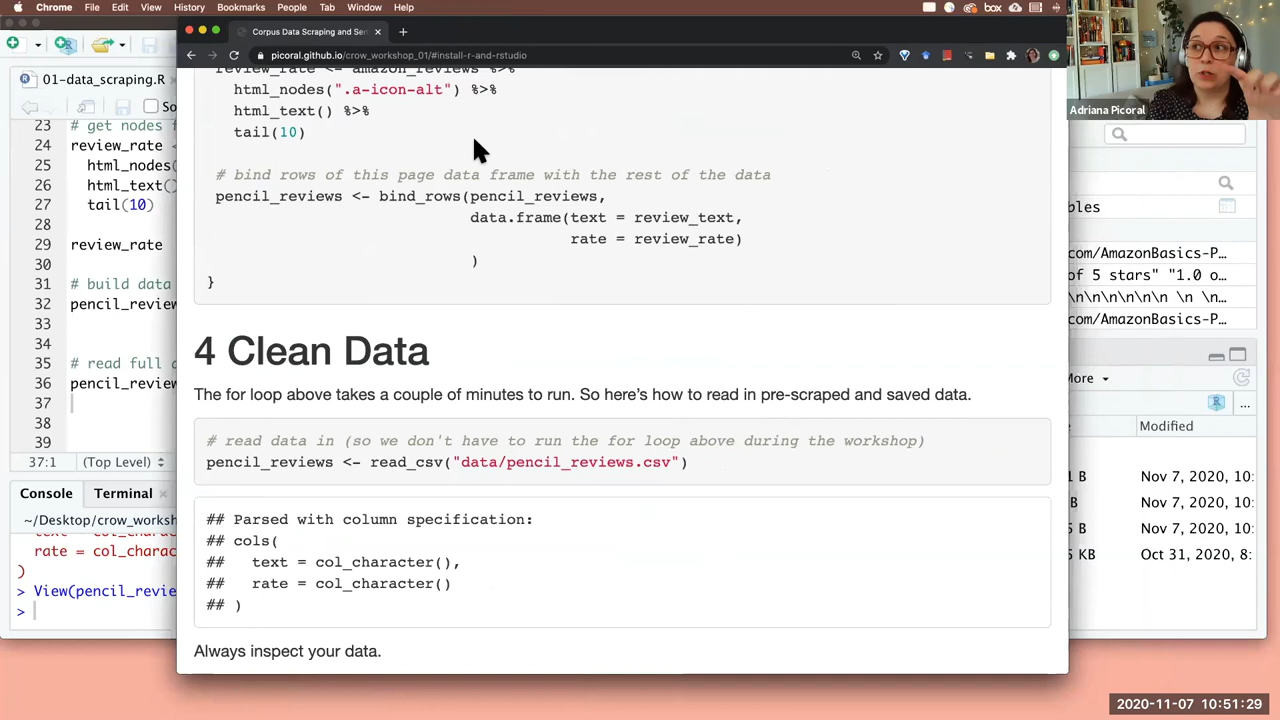 Chrome File Edit View History Bookmarks People Tab Window Help
Corpus Data Scraping and Sen
picoral.github.io/crow_workshop_01/#install-r-and-rstudio
Adriana Picoral
01-data_scraping.R
So
23 # get nodes f
24 review_rate <
25 html_nodes(
26 html_text()
27 tail(10)
28
29 review_rate
30
31 # build data
32 pencil_review
33
34
35 # read full d
36 pencil_review
37
38
39
37:1 (Top Level)
Console Terminal
~/Desktop/crow_worksh
rate = col_charac
)
> View(pencil_revie
>
review_rate <- amazon_reviews %>%
html_nodes(".a-icon-alt") %>%
html_text() %>%
tail(10)
# bind rows of this page data frame with the rest of the data
pencil_reviews <- bind_rows(pencil_reviews,
data.frame(text = review_text,
rate = review_rate)
)
}
4 Clean Data
The for loop above takes a couple of minutes to run. So here's how to read in pre-scraped and saved data.
# read data in (so we don't have to run the for loop above during the workshop)
pencil_reviews <- read_csv("data/pencil_reviews.csv")
## Parsed with column specification:
## cols(
## text = col_character(),
## rate = col_character()
## )
Always inspect your data.
bles
com/AmazonBasics-P…
of 5 stars" "1.0 o…
\n\n\n\n\n \n \n…
com/AmazonBasics-P…
More
Modified
1 B Nov 7, 2020, 10:
B Nov 7, 2020, 10:
5 B Nov 7, 2020, 10:
5 KB Oct 31, 2020, 8:
2020-11-07 10:51:29